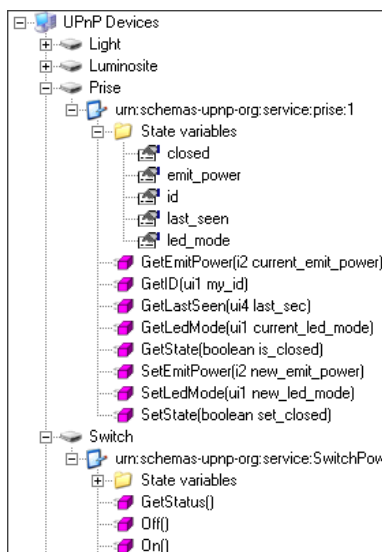 UPnP Devices
Light
Luminosite
Prise
urn:schemas-upnp-org:service:prise:1
State variables
closed
emit_power
id
last_seen
led_mode
GetEmitPower(i2 current_emit_power)
GetID(ui1 my_id)
GetLastSeen(ui4 last_sec)
GetLedMode(ui1 current_led_mode)
GetState(boolean is_closed)
SetEmitPower(i2 new_emit_power)
SetLedMode(ui1 new_led_mode)
SetState(boolean set_closed)
Switch
urn:schemas-upnp-org:service:SwitchPow
State variables
GetStatus()
Off()
On()